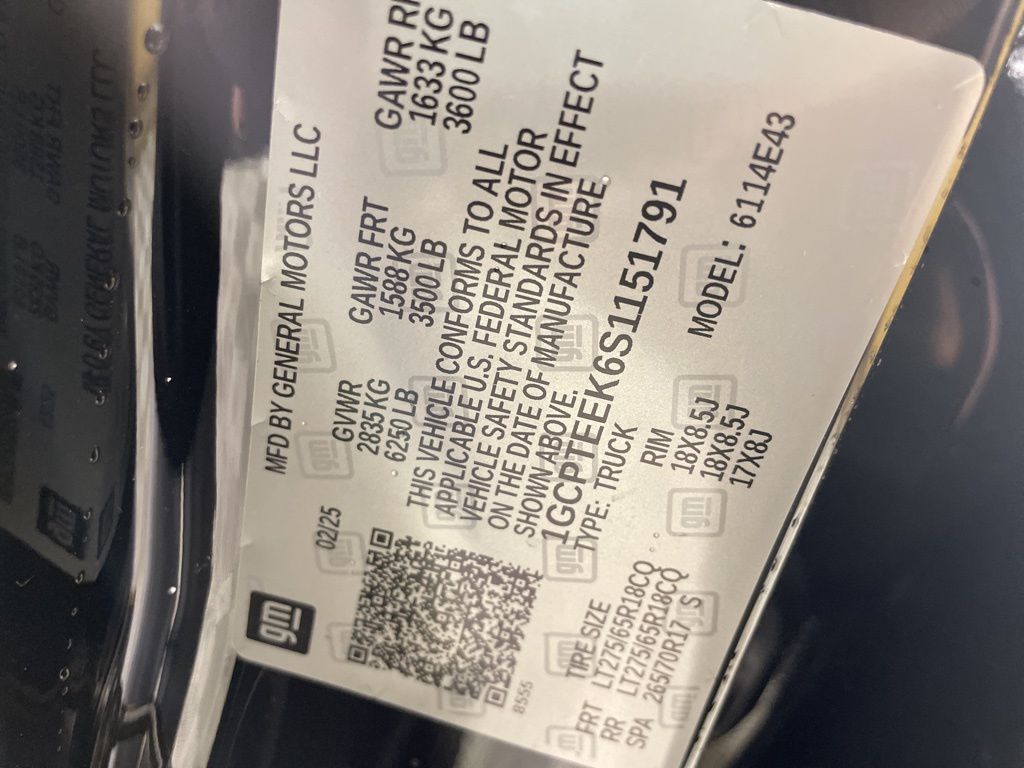 gm
02/25
MFD BY GENERAL MOTORS LLC
GVWR GAWR FRT GAWR
2835 KG 1588 KG 1633 KG
6250 LB 3500 LB 3600 LB
THIS VEHICLE CONFORMS TO ALL
APPLICABLE U.S. FEDERAL MOTOR
VEHICLE SAFETY STANDARDS IN EFFECT
ON THE DATE OF MANUFACTURE
SHOWN ABOVE.
1GCPTEEK6S1151791
TYPE: TRUCK MODEL: 6114E43
8555
TIRE SIZE RIM
FRT LT275/65R18CQ 18X8.5J
RR LT275/65R18CQ 18X8.5J
SPA 265/70R17 S 17X8J